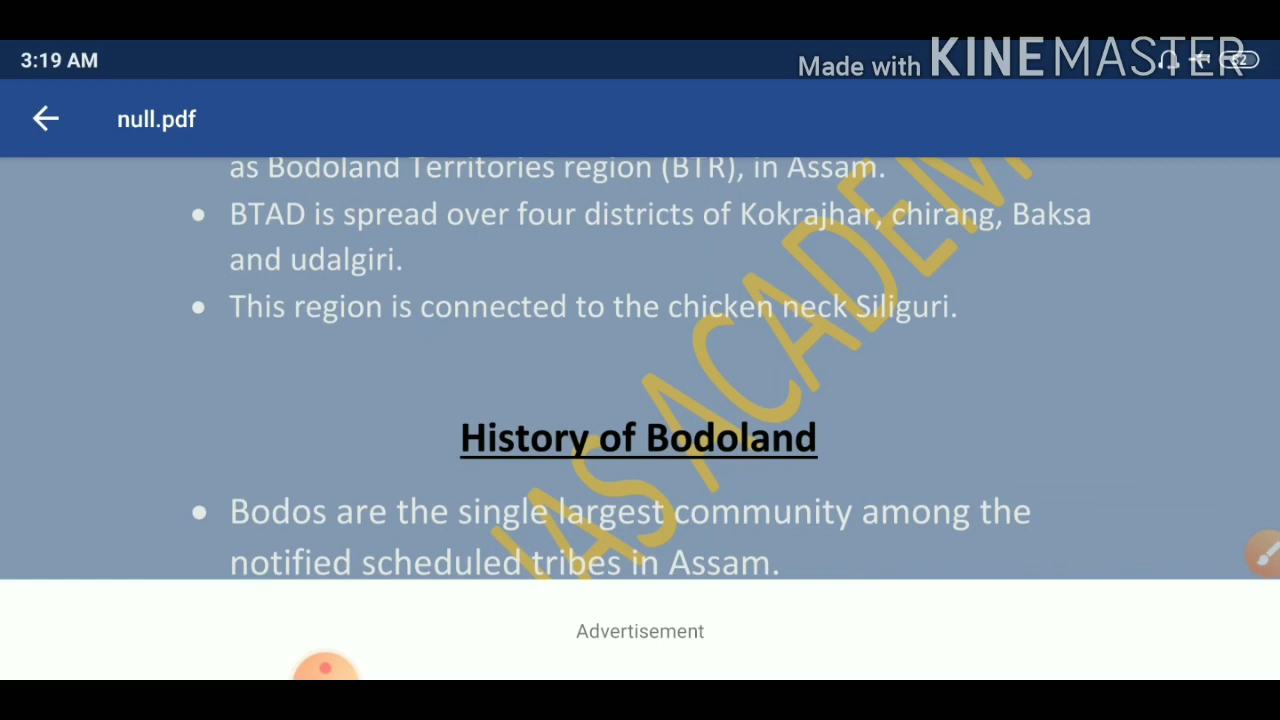 3:19 AM
Made with KINEMASTER
null.pdf
as Bodoland Territories region (BTR), in Assam.
• BTAD is spread over four districts of Kokrajhar, chirang, Baksa
and udalgiri.
• This region is connected to the chicken neck Siliguri.
History of Bodoland
• Bodos are the single largest community among the
notified scheduled tribes in Assam.
IAS ACADEM
Advertisement